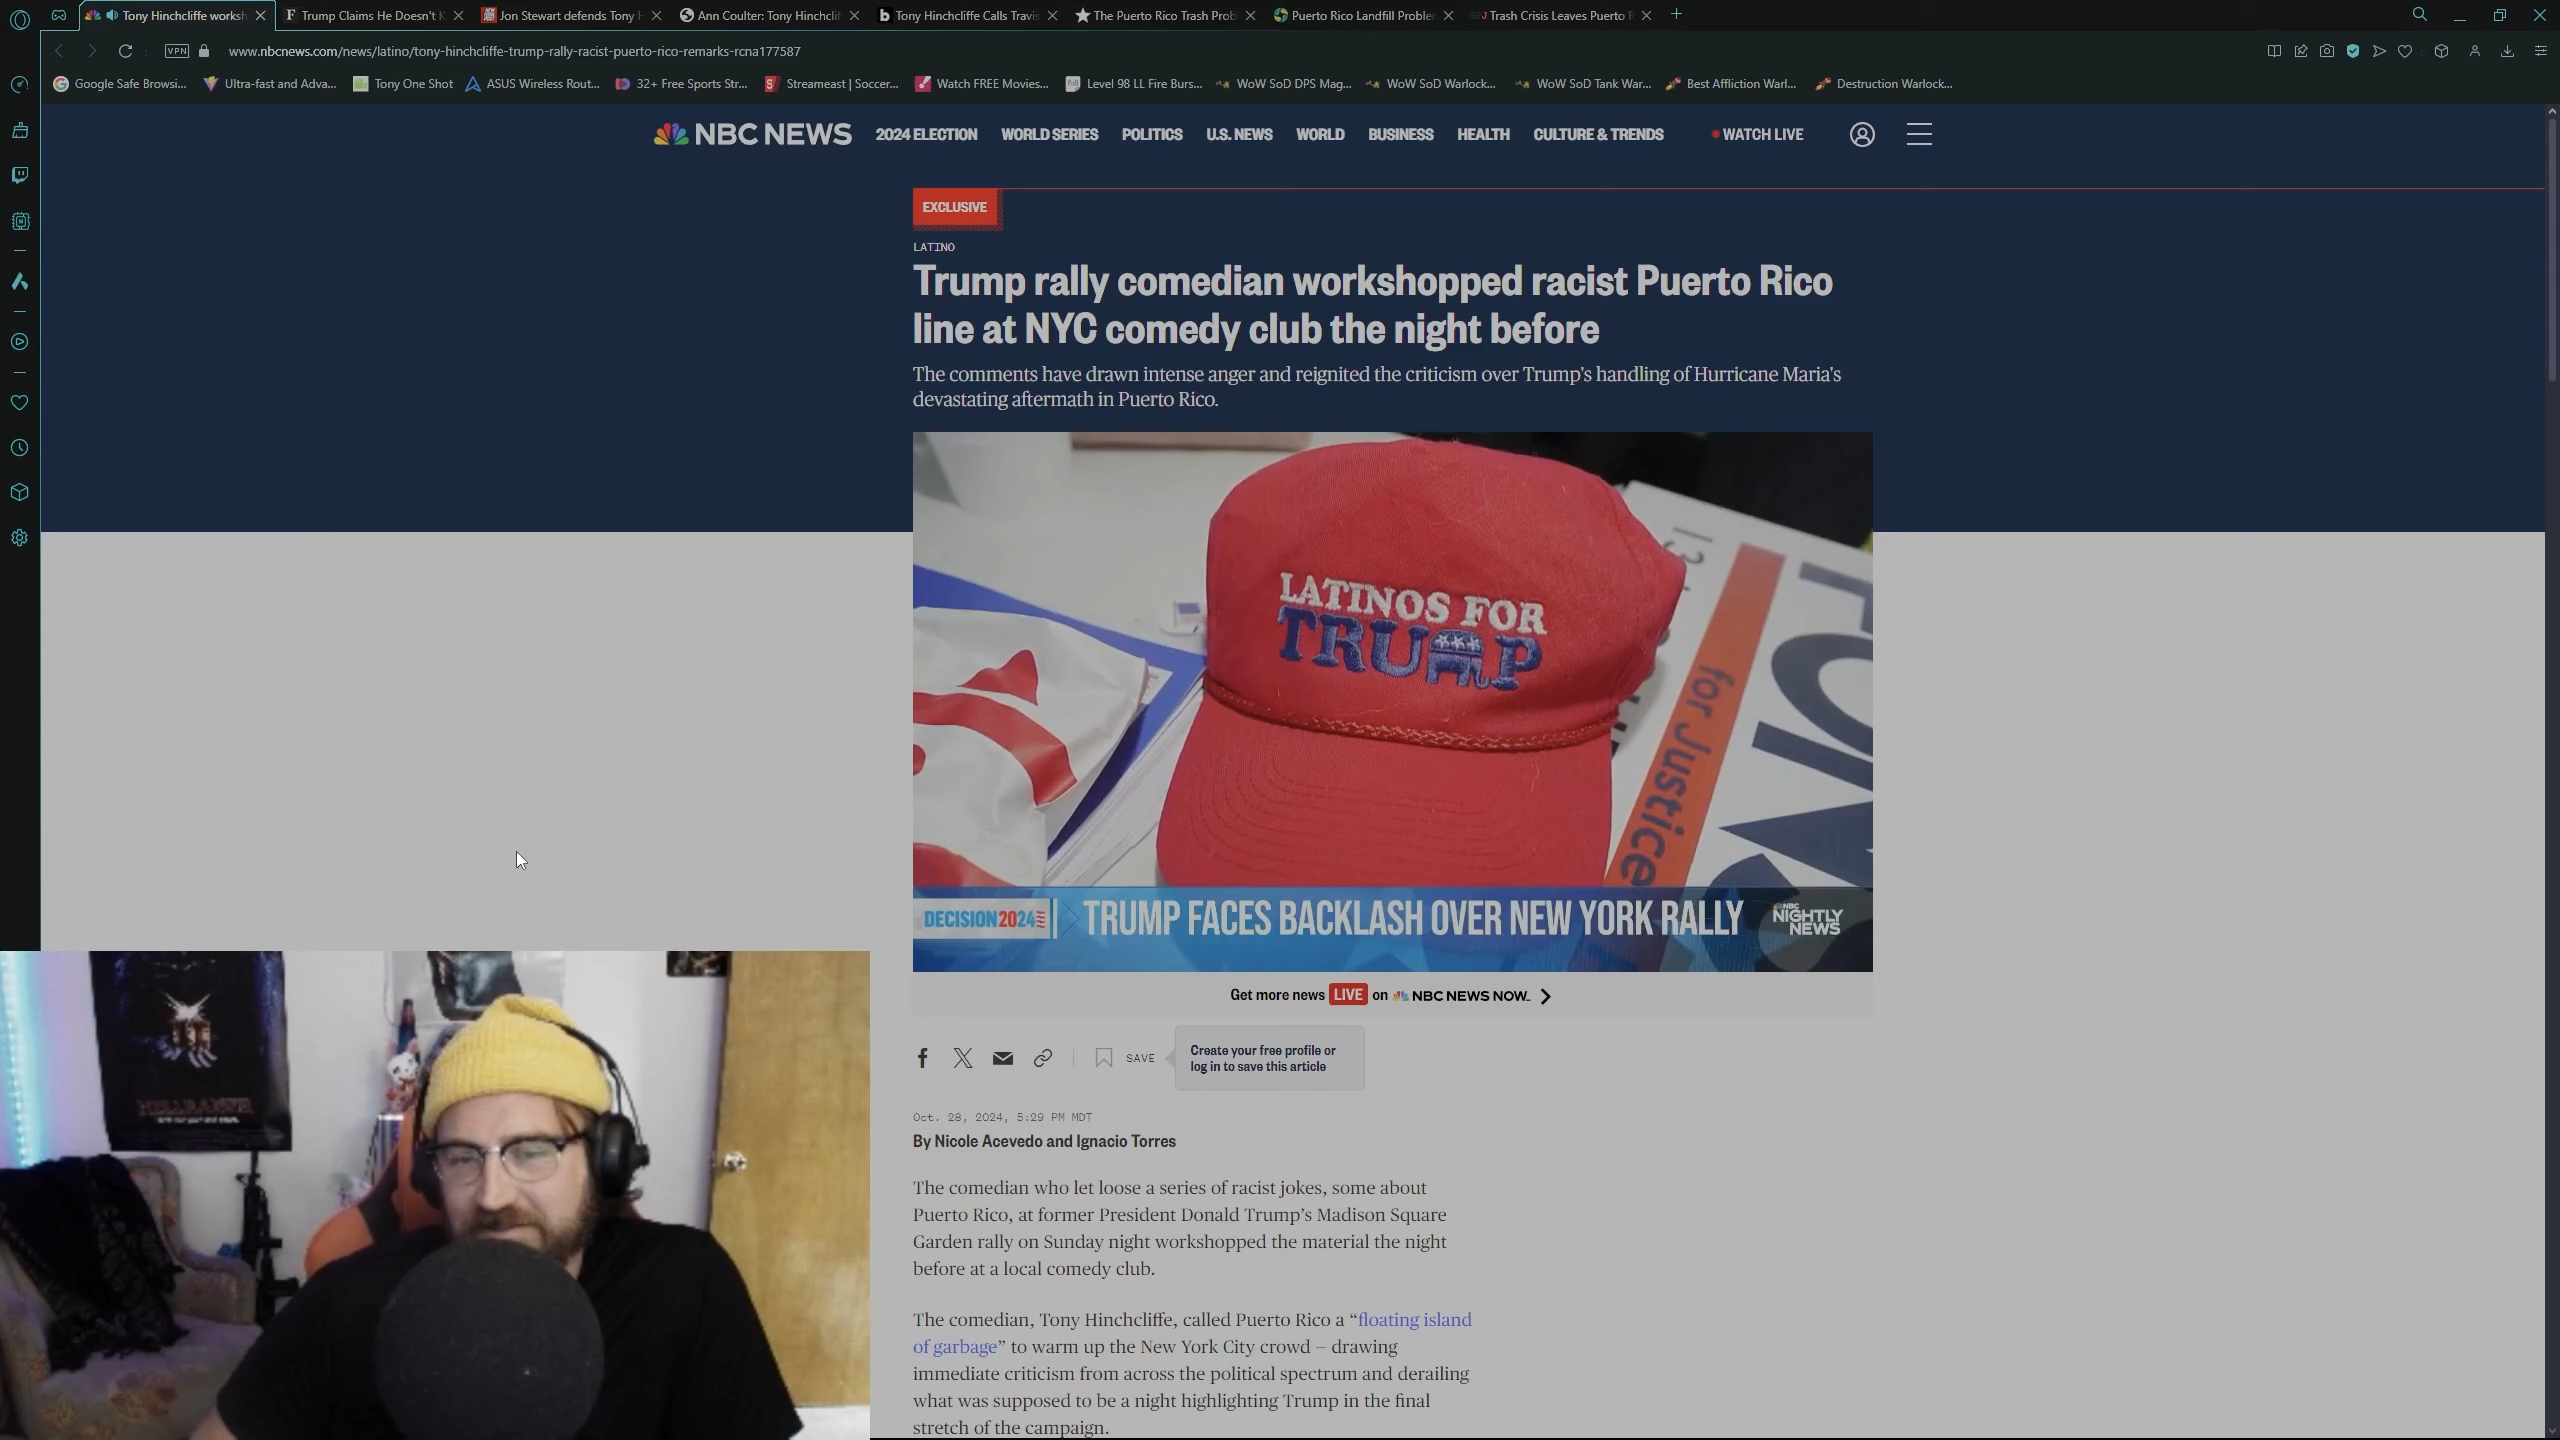 Tony Hinchcliffe worksh
Trump Claims He Doesn't K
Jon Stewart defends Tony H
Ann Coulter: Tony Hinchclif
Tony Hinchcliffe Calls Travis
The Puerto Rico Trash Prob
Puerto Rico Landfill Probler
Trash Crisis Leaves Puerto R
VPN
www.nbcnews.com/news/latino/tony-hinchcliffe-trump-rally-racist-puerto-rico-remarks-rcna177587
Google Safe Browsi...
Ultra-fast and Adva...
Tony One Shot
ASUS Wireless Rout...
32+ Free Sports Str...
Streameast | Soccer...
Watch FREE Movies...
Level 98 LL Fire Burs...
WoW SoD DPS Mag...
WoW SoD Warlock...
WoW SoD Tank War...
Best Affliction Warl...
Destruction Warlock...
NBC NEWS
2024 ELECTION
WORLD SERIES
POLITICS
U.S. NEWS
WORLD
BUSINESS
HEALTH
CULTURE & TRENDS
WATCH LIVE
EXCLUSIVE
LATINO
Trump rally comedian workshopped racist Puerto Rico
line at NYC comedy club the night before
The comments have drawn intense anger and reignited the criticism over Trump's handling of Hurricane Maria's
devastating aftermath in Puerto Rico.
LATINOS FOR
TRUMP
for Justice
DECISION 2024
TRUMP FACES BACKLASH OVER NEW YORK RALLY
NBC
NIGHTLY
NEWS
Get more news LIVE on NBC NEWS NOW.
SAVE
Create your free profile or
log in to save this article
Oct. 28, 2024, 5:29 PM MDT
By Nicole Acevedo and Ignacio Torres
The comedian who let loose a series of racist jokes, some about
Puerto Rico, at former President Donald Trump's Madison Square
Garden rally on Sunday night workshopped the material the night
before at a local comedy club.
The comedian, Tony Hinchcliffe, called Puerto Rico a “floating island
of garbage” to warm up the New York City crowd — drawing
immediate criticism from across the political spectrum and derailing
what was supposed to be a night highlighting Trump in the final
stretch of the campaign.
HELLRAISER